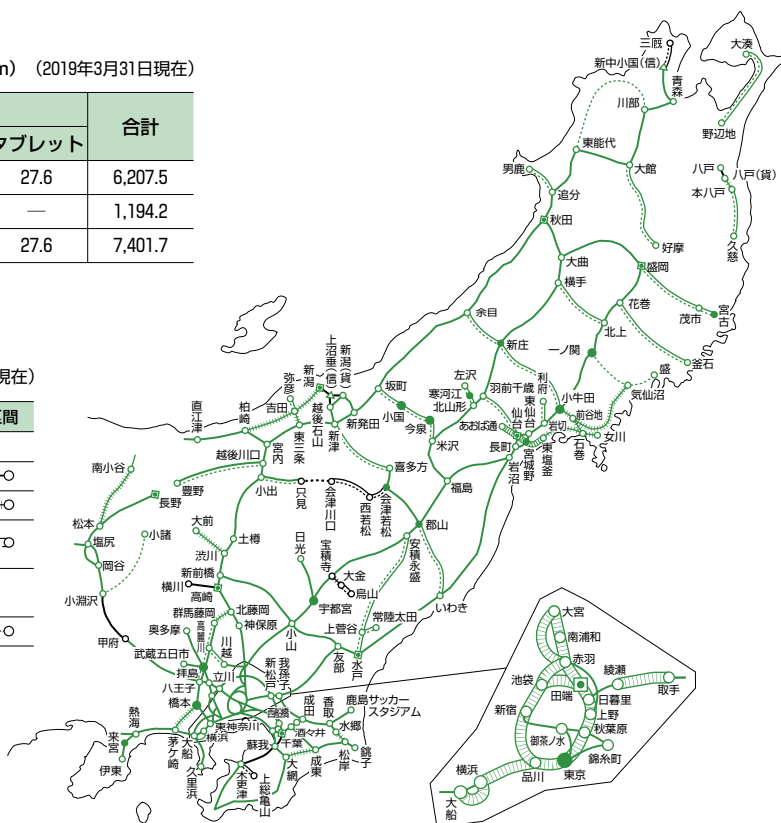 m) (2019年3月31日現在)
タブレット
合計
27.6
6,207.5
—
1,194.2
27.6
7,401.7
現在)
区間
三厩
大湊
新中小国(信)
青森
川部
野辺地
東能代
男鹿
大館
八戸
八戸(貨)
本八戸
追分
秋田
久慈
好摩
大曲
盛岡
横手
花巻
宮古
茂市
余目
北上
新庄
一ノ関
釜石
盛
気仙沼
上沼垂(信)
新潟(貨)
新潟
弥彦
吉田
越後石山
新津
新発田
坂町
小国
今泉
米沢
左沢
寒河江
北山形
羽前千歳
利府
小牛田
前谷地
東仙台
仙台
あおば通
岩切
女川
石巻
東塩釜
宮城野
長町
岩沼
直江津
柏崎
東三条
宮内
越後川口
喜多方
福島
南小谷
豊野
小出
只見
会津川口
西若松
会津若松
長野
郡山
松本
塩尻
小諸
大前
土樽
渋川
日光
宝積寺
安積永盛
岡谷
新前橋
大金
烏山
小淵沢
横川
高崎
北藤岡
宇都宮
いわき
群馬藤岡
神保原
常陸太田
上菅谷
甲府
奥多摩
高麗川
川越
小山
友部
水戸
武蔵五日市
拝島
立川
新松戸
我孫子
八王子
橋本
成田
香取
鹿島サッカー
スタジアム
熱海
西船橋
酒々井
水郷
来宮
東神奈川
横浜
千葉
蘇我
伊東
茅ケ崎
大船
久里浜
木更津
上総亀山
大網
成東
松岸
銚子
大宮
南浦和
赤羽
池袋
田端
綾瀬
取手
日暮里
新宿
上野
御茶ノ水
秋葉原
錦糸町
横浜
品川
東京
大船